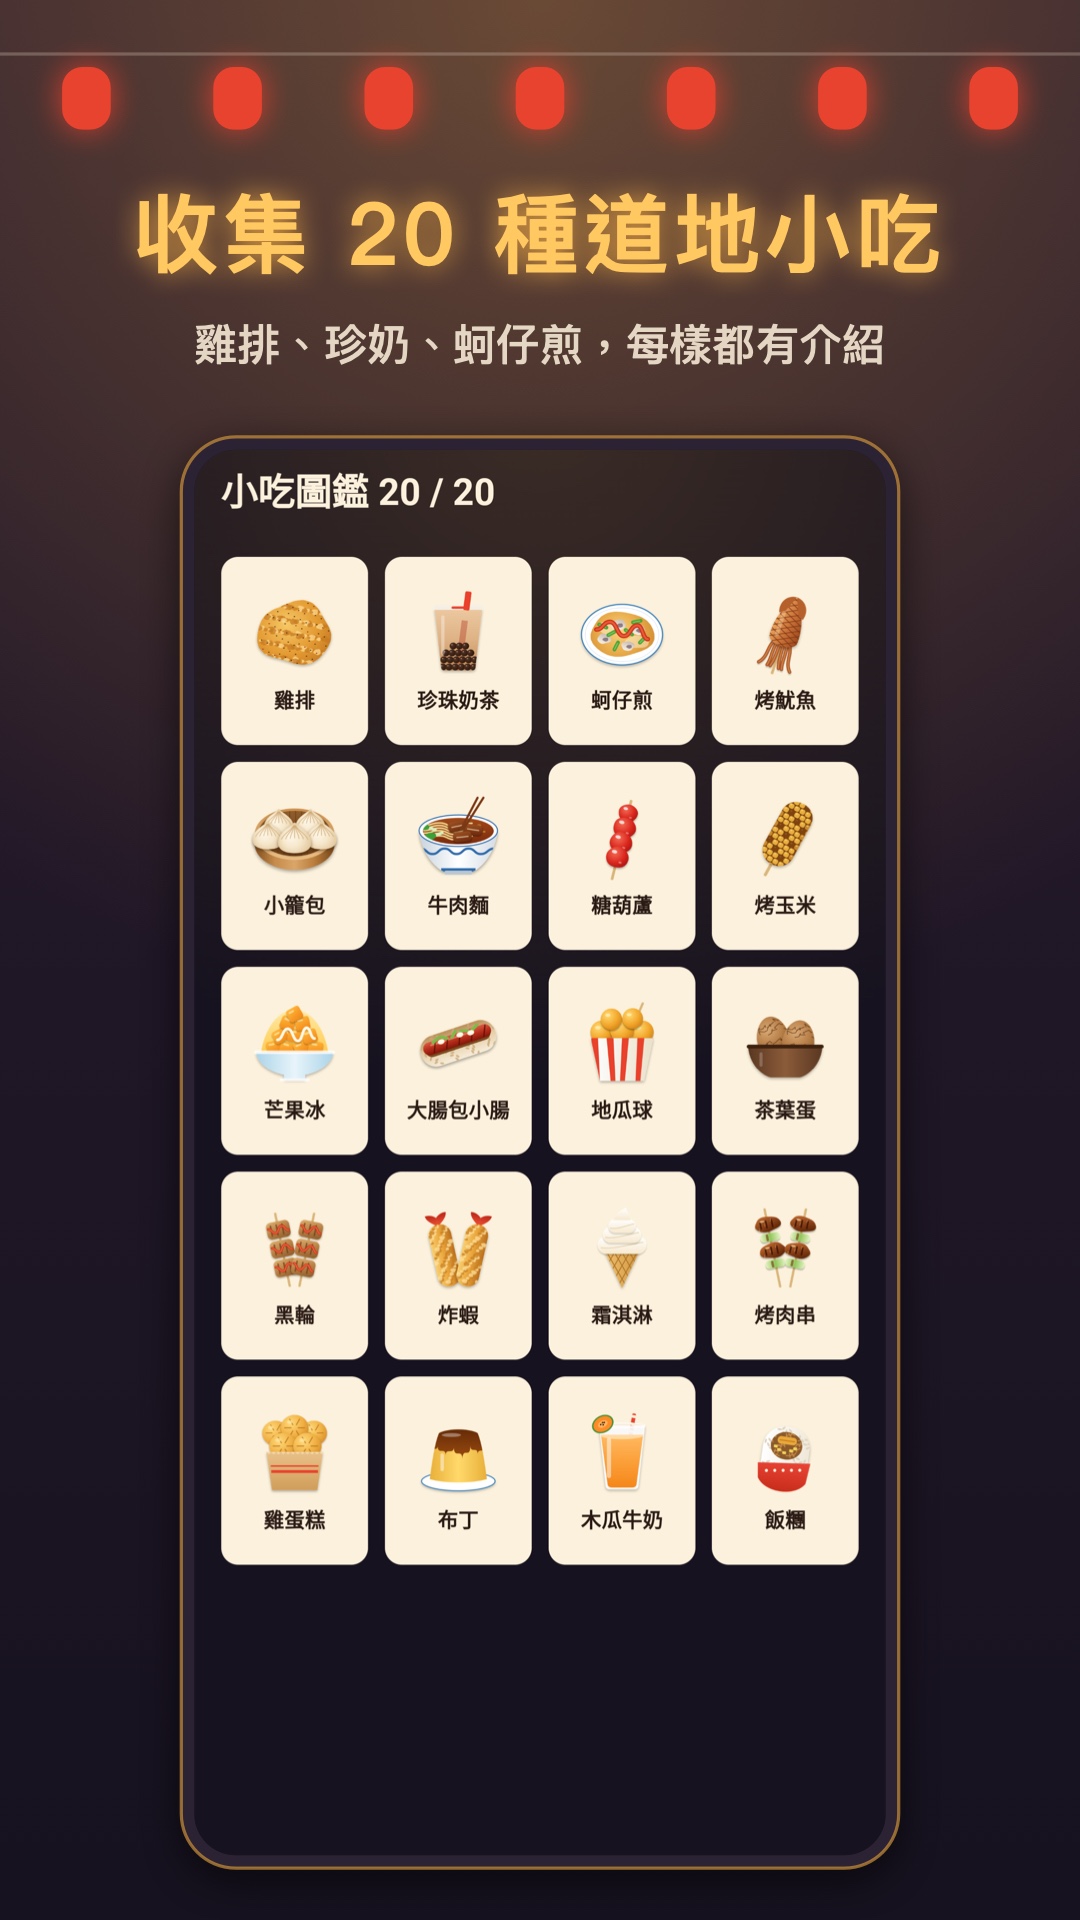 收集 20 種道地小吃
雞排、珍奶、蚵仔煎，每樣都有介紹
小吃圖鑑 20 / 20
雞排
珍珠奶茶
蚵仔煎
烤魷魚
小籠包
牛肉麵
糖葫蘆
烤玉米
芒果冰
大腸包小腸
地瓜球
茶葉蛋
黑輪
炸蝦
霜淇淋
烤肉串
雞蛋糕
布丁
木瓜牛奶
飯糰